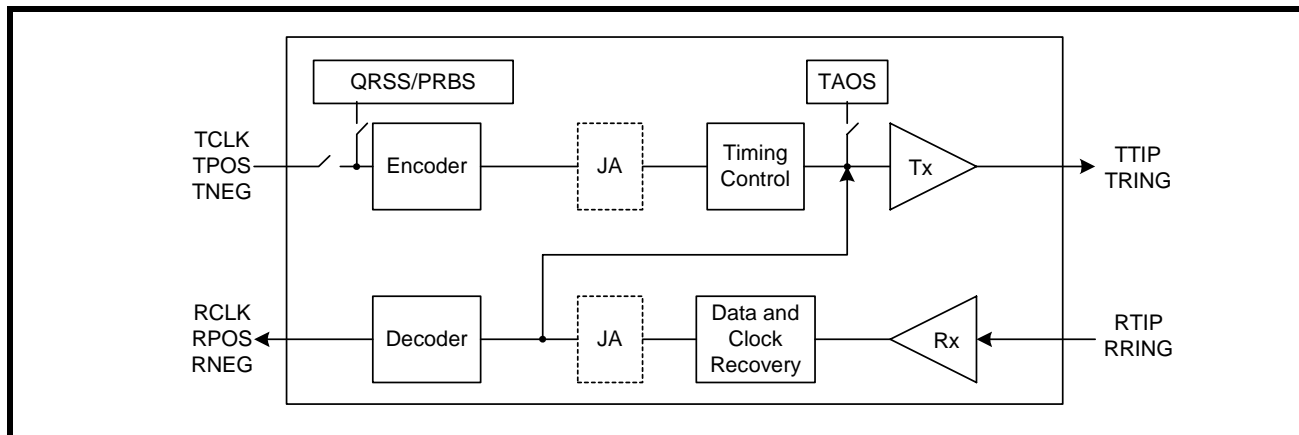 QRSS/PRBS
TAOS
TCLK
TPOS
TNEG
Encoder
JA
Timing
Control
Tx
TTIP
TRING
RCLK
RPOS
RNEG
Decoder
JA
Data and
Clock
Recovery
Rx
RTIP
RRING